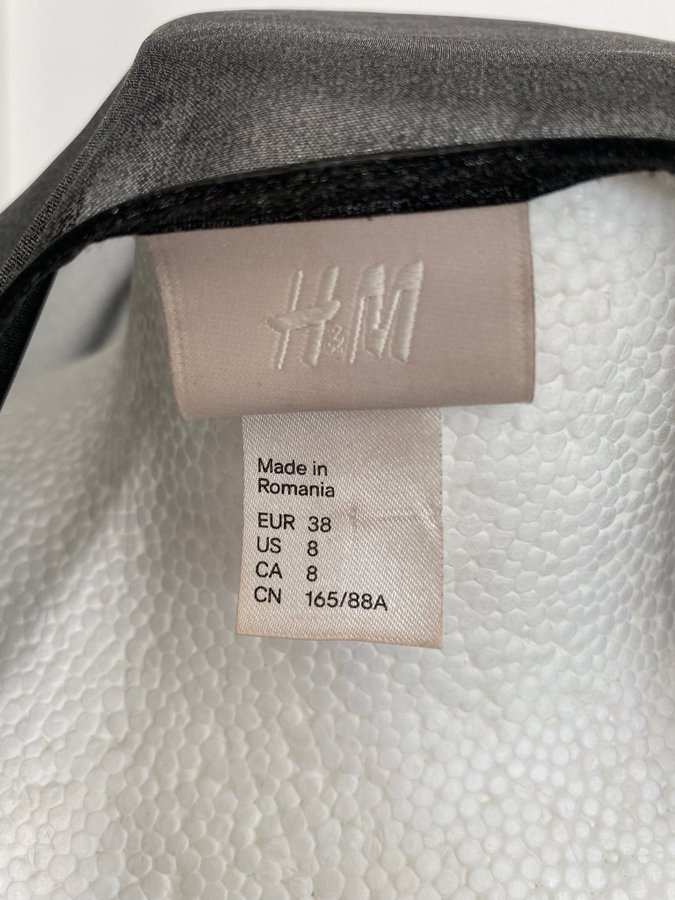 H&M
Made in
Romania
EUR 38
US 8
CA 8
CN 165/88A